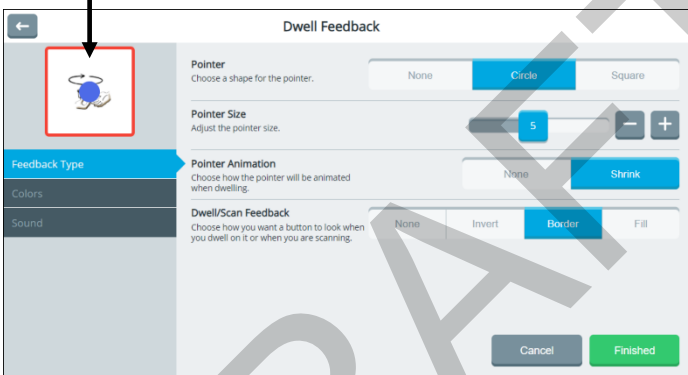 Dwell Feedback
Pointer
Choose a shape for the pointer.
None Circle Square
Pointer Size
Adjust the pointer size.
5
Feedback Type
Colors
Sound
Pointer Animation
Choose how the pointer will be animated
when dwelling.
None Shrink
Dwell/Scan Feedback
Choose how you want a button to look when
you dwell on it or when you are scanning.
None Invert Border Fill
Cancel Finished